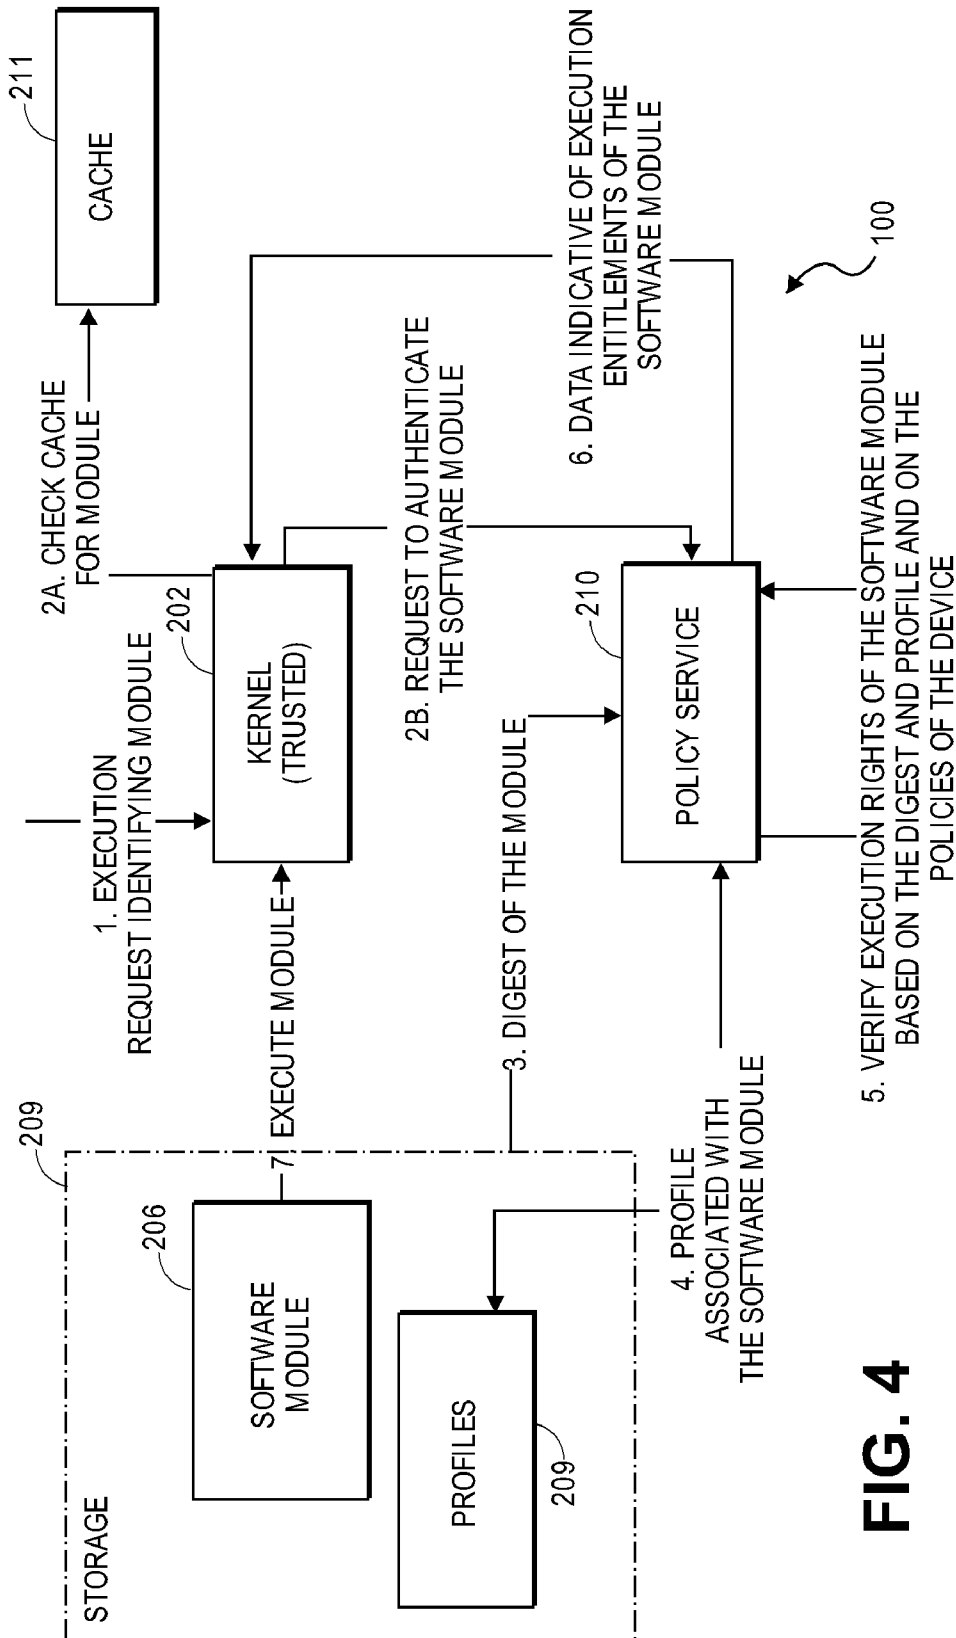 STORAGE
209
206
SOFTWARE
MODULE
PROFILES
209
7
EXECUTE MODULE
1. EXECUTION
REQUEST IDENTIFYING MODULE
202
KERNEL
(TRUSTED)
2A. CHECK CACHE
FOR MODULE
211
CACHE
2B. REQUEST TO AUTHENTICATE
THE SOFTWARE MODULE
3. DIGEST OF THE MODULE
4. PROFILE
ASSOCIATED WITH
THE SOFTWARE MODULE
210
POLICY SERVICE
6. DATA INDICATIVE OF EXECUTION
ENTITLEMENTS OF THE
SOFTWARE MODULE
100
5. VERIFY EXECUTION RIGHTS OF THE SOFTWARE MODULE
BASED ON THE DIGEST AND PROFILE AND ON THE
POLICIES OF THE DEVICE
FIG. 4